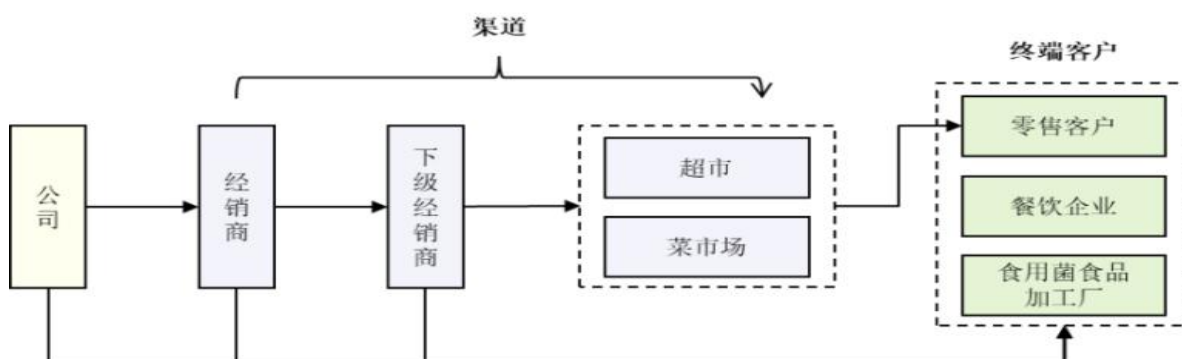 渠道
终端客户
公司
经销商
下级经销商
超市
菜市场
零售客户
餐饮企业
食用菌食品
加工厂